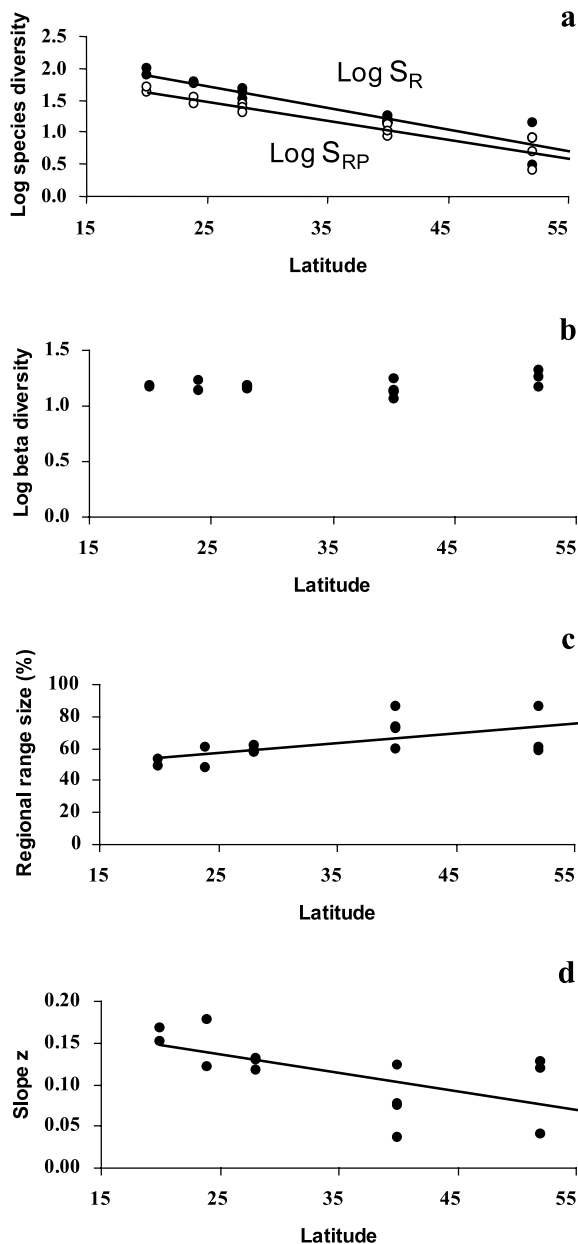 a
Log species diversity
2.5
2.0
1.5
1.0
0.5
0.0
Log S_R
Log S_RP
15 25 35 45 55
Latitude
b
Log beta diversity
1.5
1.0
0.5
0.0
15 25 35 45 55
Latitude
c
Regional range size (%)
100
80
60
40
20
0
15 25 35 45 55
Latitude
d
Slope z
0.20
0.15
0.10
0.05
0.00
15 25 35 45 55
Latitude